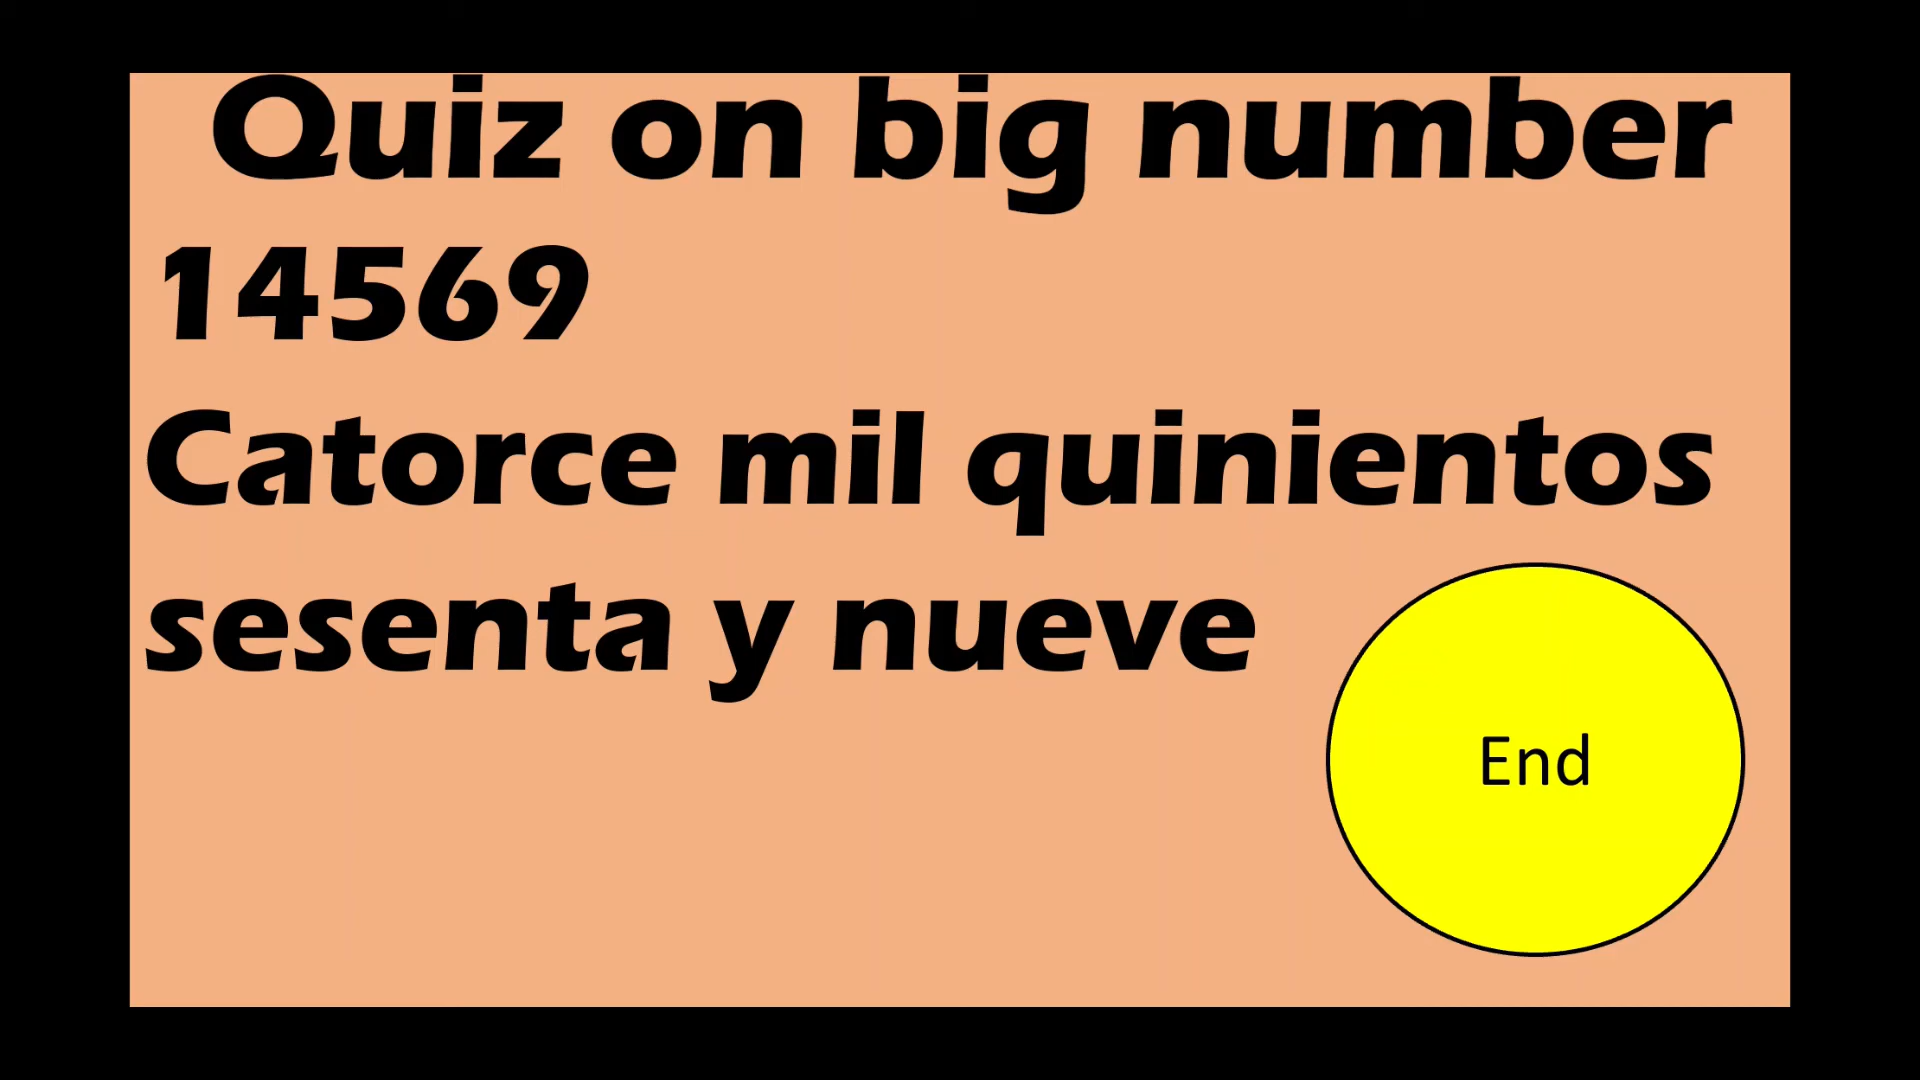 Quiz on big number
14569
Catorce mil quinientos
sesenta y nueve
End